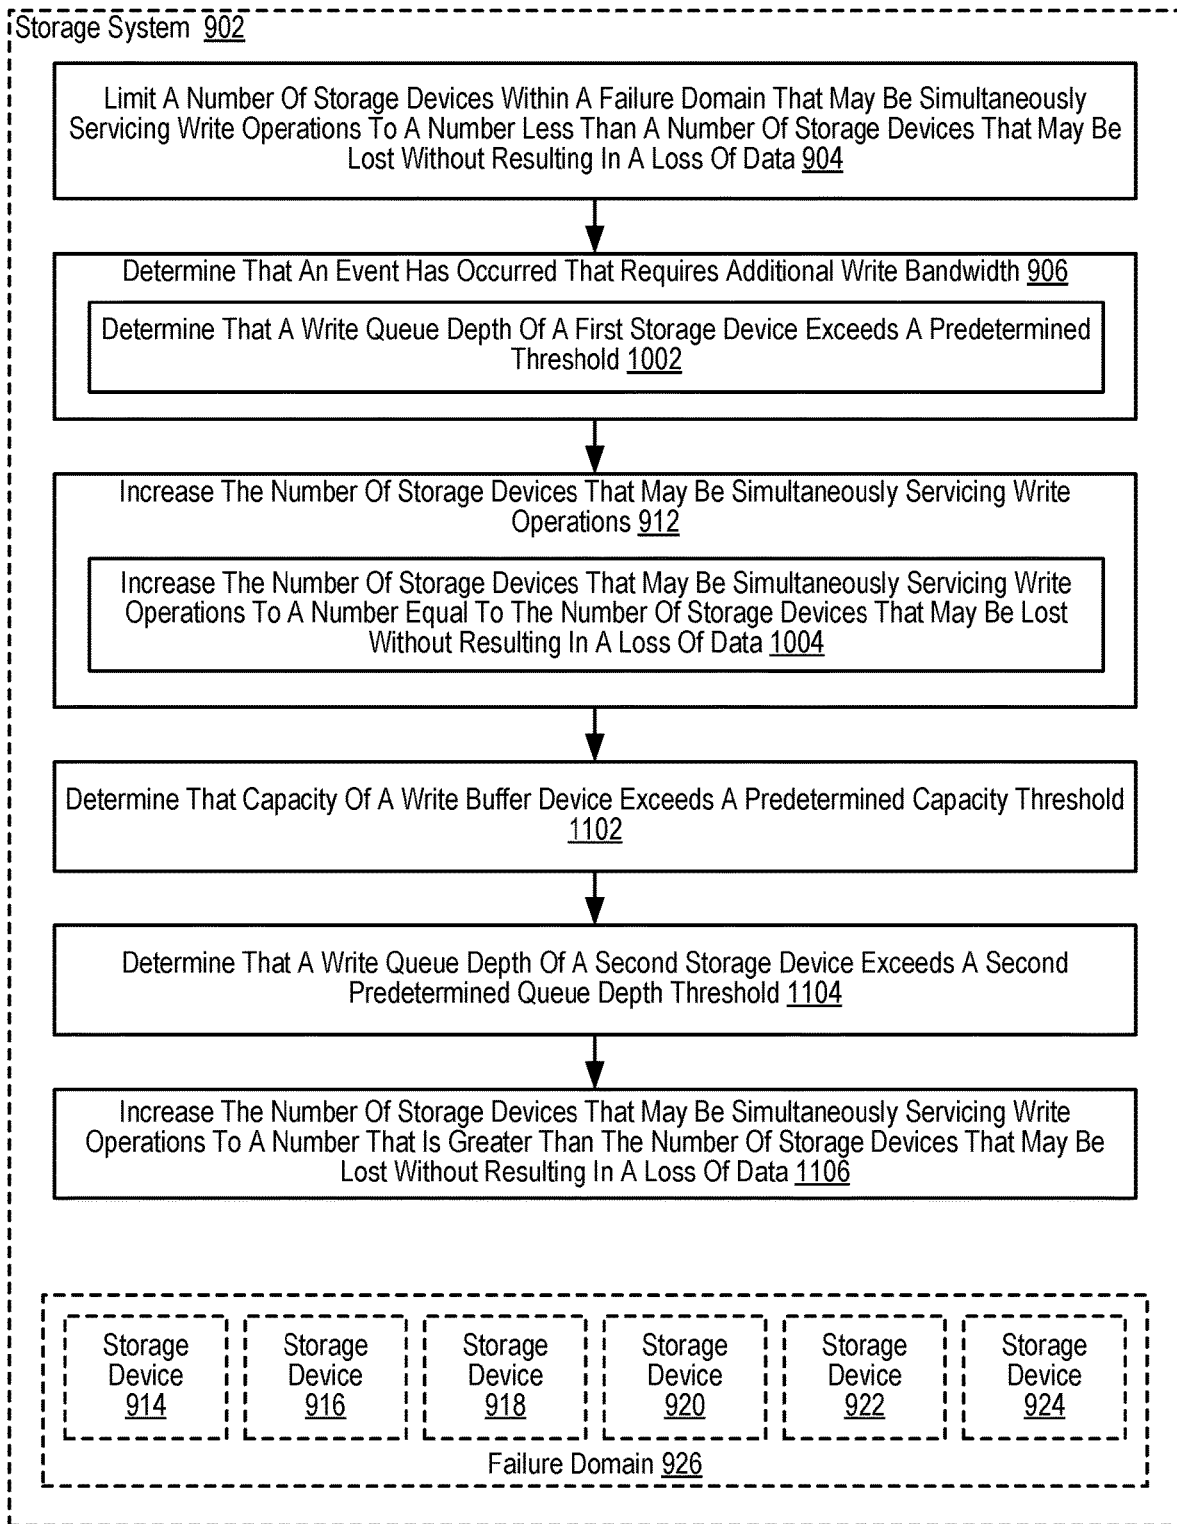 Storage System 902
Limit A Number Of Storage Devices Within A Failure Domain That May Be Simultaneously
Servicing Write Operations To A Number Less Than A Number Of Storage Devices That May Be
Lost Without Resulting In A Loss Of Data 904
Determine That An Event Has Occurred That Requires Additional Write Bandwidth 906
Determine That A Write Queue Depth Of A First Storage Device Exceeds A Predetermined
Threshold 1002
Increase The Number Of Storage Devices That May Be Simultaneously Servicing Write
Operations 912
Increase The Number Of Storage Devices That May Be Simultaneously Servicing Write
Operations To A Number Equal To The Number Of Storage Devices That May Be Lost
Without Resulting In A Loss Of Data 1004
Determine That Capacity Of A Write Buffer Device Exceeds A Predetermined Capacity Threshold
1102
Determine That A Write Queue Depth Of A Second Storage Device Exceeds A Second
Predetermined Queue Depth Threshold 1104
Increase The Number Of Storage Devices That May Be Simultaneously Servicing Write
Operations To A Number That Is Greater Than The Number Of Storage Devices That May Be
Lost Without Resulting In A Loss Of Data 1106
Storage
Device
914
Storage
Device
916
Storage
Device
918
Storage
Device
920
Storage
Device
922
Storage
Device
924
Failure Domain 926